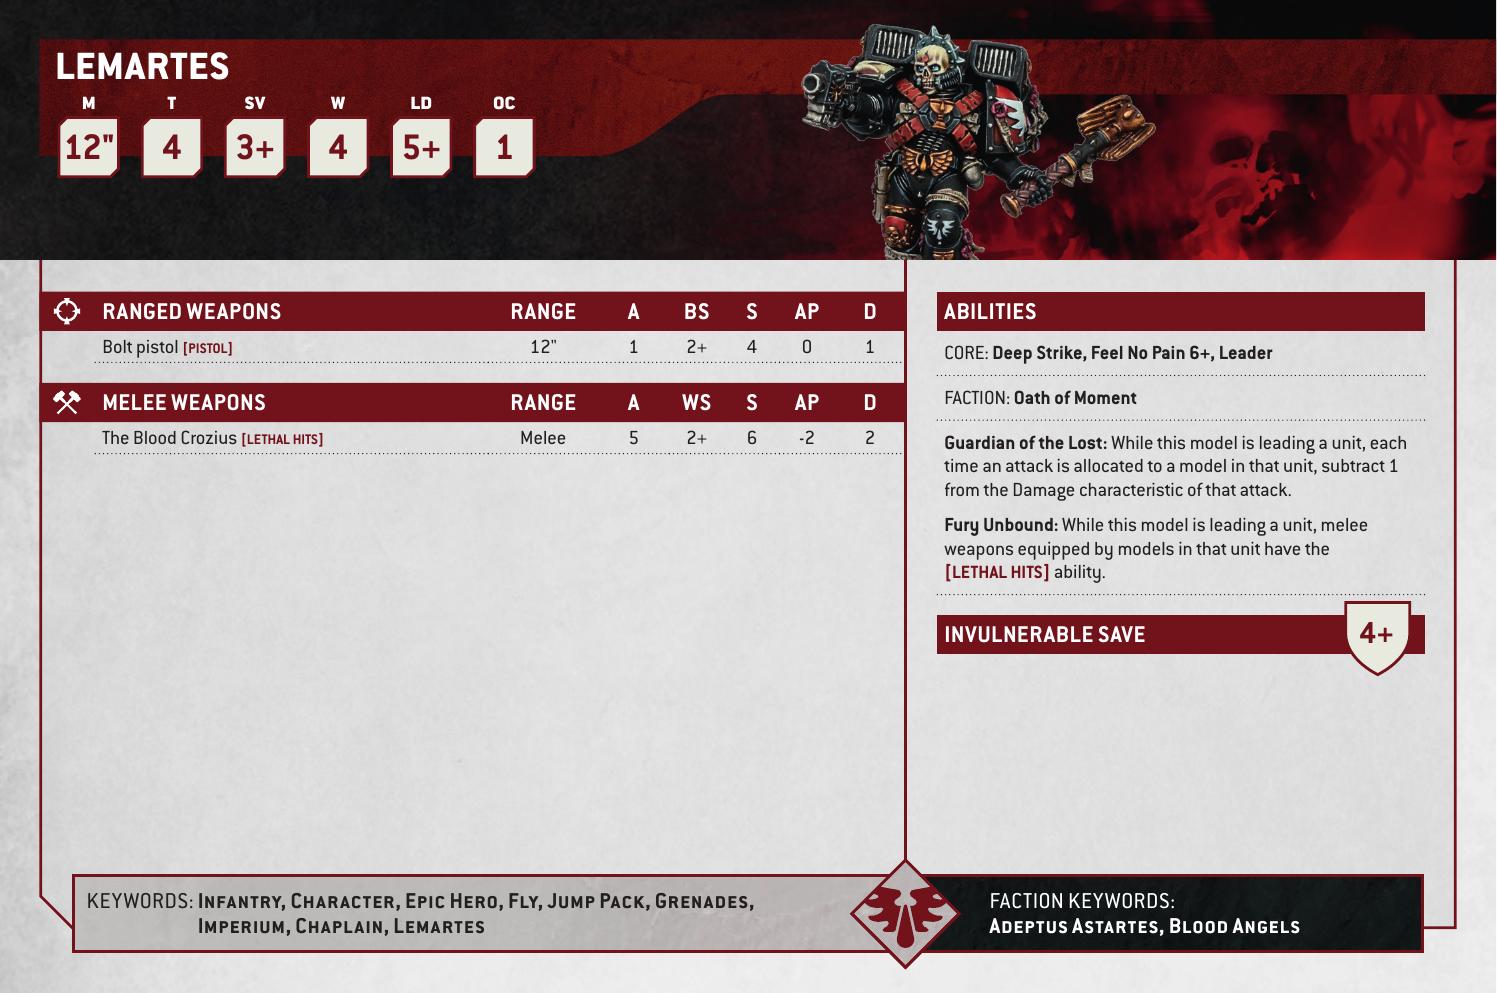 LEMARTES
M T SV W LD OC
12" 4 3+ 4 5+ 1
RANGED WEAPONS RANGE A BS S AP D
Bolt pistol [PISTOL] 12" 1 2+ 4 0 1
MELEE WEAPONS RANGE A WS S AP D
The Blood Crozius [LETHAL HITS] Melee 5 2+ 6 -2 2
ABILITIES
CORE: Deep Strike, Feel No Pain 6+, Leader
FACTION: Oath of Moment
Guardian of the Lost: While this model is leading a unit, each
time an attack is allocated to a model in that unit, subtract 1
from the Damage characteristic of that attack.
Fury Unbound: While this model is leading a unit, melee
weapons equipped by models in that unit have the
[LETHAL HITS] ability.
INVULNERABLE SAVE 4+
KEYWORDS: Infantry, Character, Epic Hero, Fly, Jump Pack, Grenades,
Imperium, Chaplain, Lemartes
FACTION KEYWORDS:
Adeptus Astartes, Blood Angels